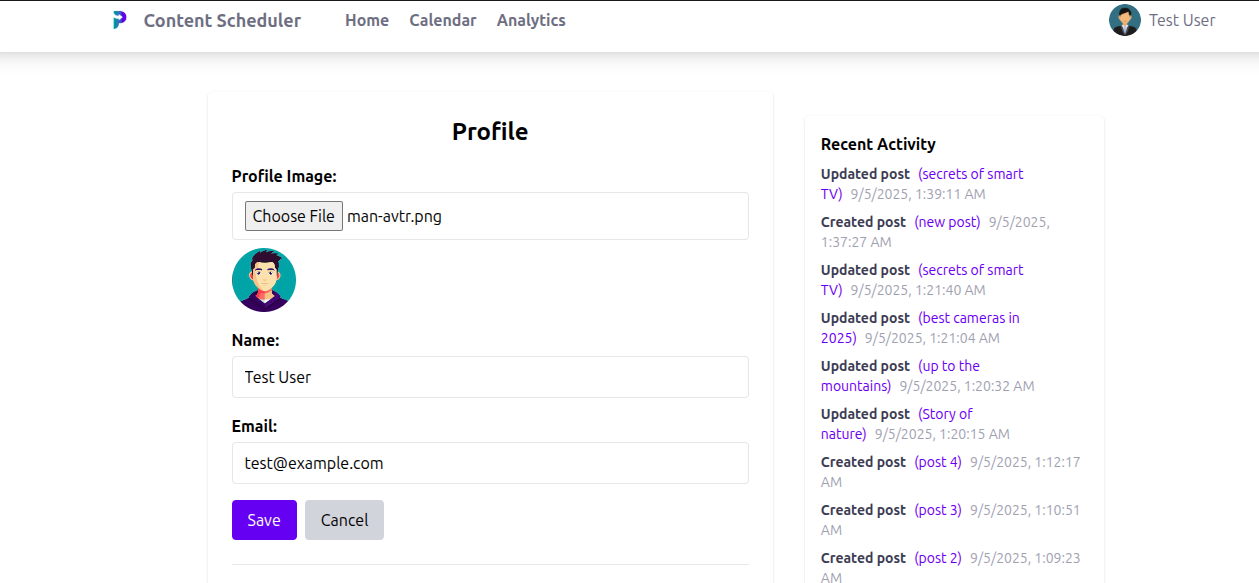 Content Scheduler Home Calendar Analytics Test User
Profile
Profile Image:
Choose File man-avtr.png
Name:
Test User
Email:
test@example.com
Save Cancel
Recent Activity
Updated post (secrets of smart
TV) 9/5/2025, 1:39:11 AM
Created post (new post) 9/5/2025,
1:37:27 AM
Updated post (secrets of smart
TV) 9/5/2025, 1:21:40 AM
Updated post (best cameras in
2025) 9/5/2025, 1:21:04 AM
Updated post (up to the
mountains) 9/5/2025, 1:20:32 AM
Updated post (Story of
nature) 9/5/2025, 1:20:15 AM
Created post (post 4) 9/5/2025, 1:12:17
AM
Created post (post 3) 9/5/2025, 1:10:51
AM
Created post (post 2) 9/5/2025, 1:09:23
AM